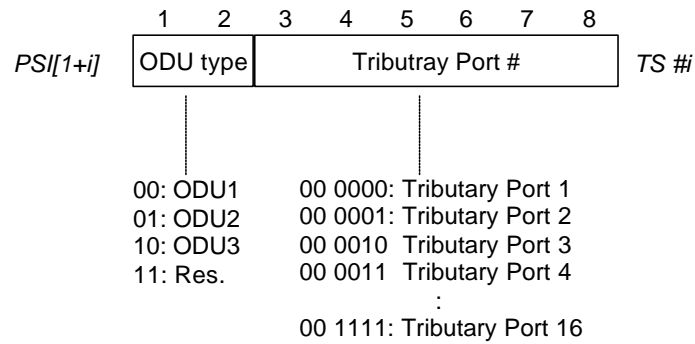 1 2 3 4 5 6 7 8
PSI[1+i] ODU type Tributray Port # TS #i
00: ODU1 00 0000: Tributary Port 1
01: ODU2 00 0001: Tributary Port 2
10: ODU3 00 0010 Tributary Port 3
11: Res. 00 0011 Tributary Port 4
:
00 1111: Tributary Port 16